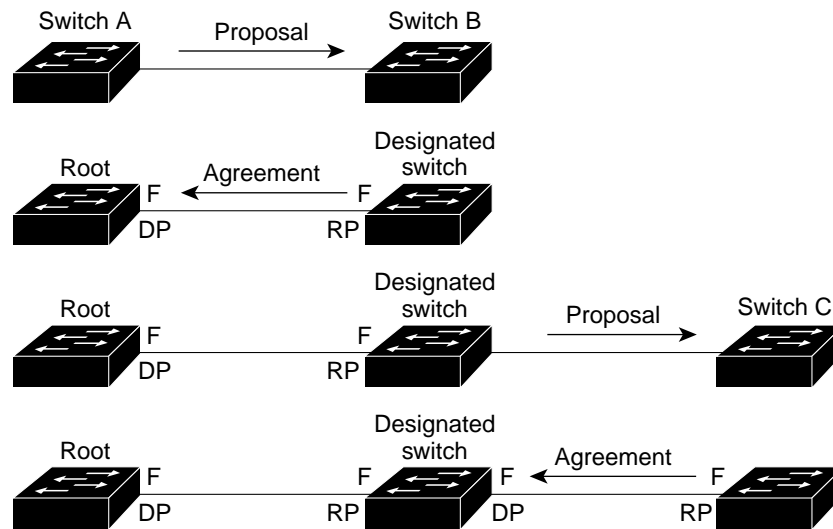 Switch A
Proposal
Switch B
Root
F
Agreement
F
Designated
switch
DP
RP
Root
F
F
Designated
switch
Proposal
Switch C
DP
RP
Root
F
F
Designated
switch
F
Agreement
F
DP
RP
DP
RP